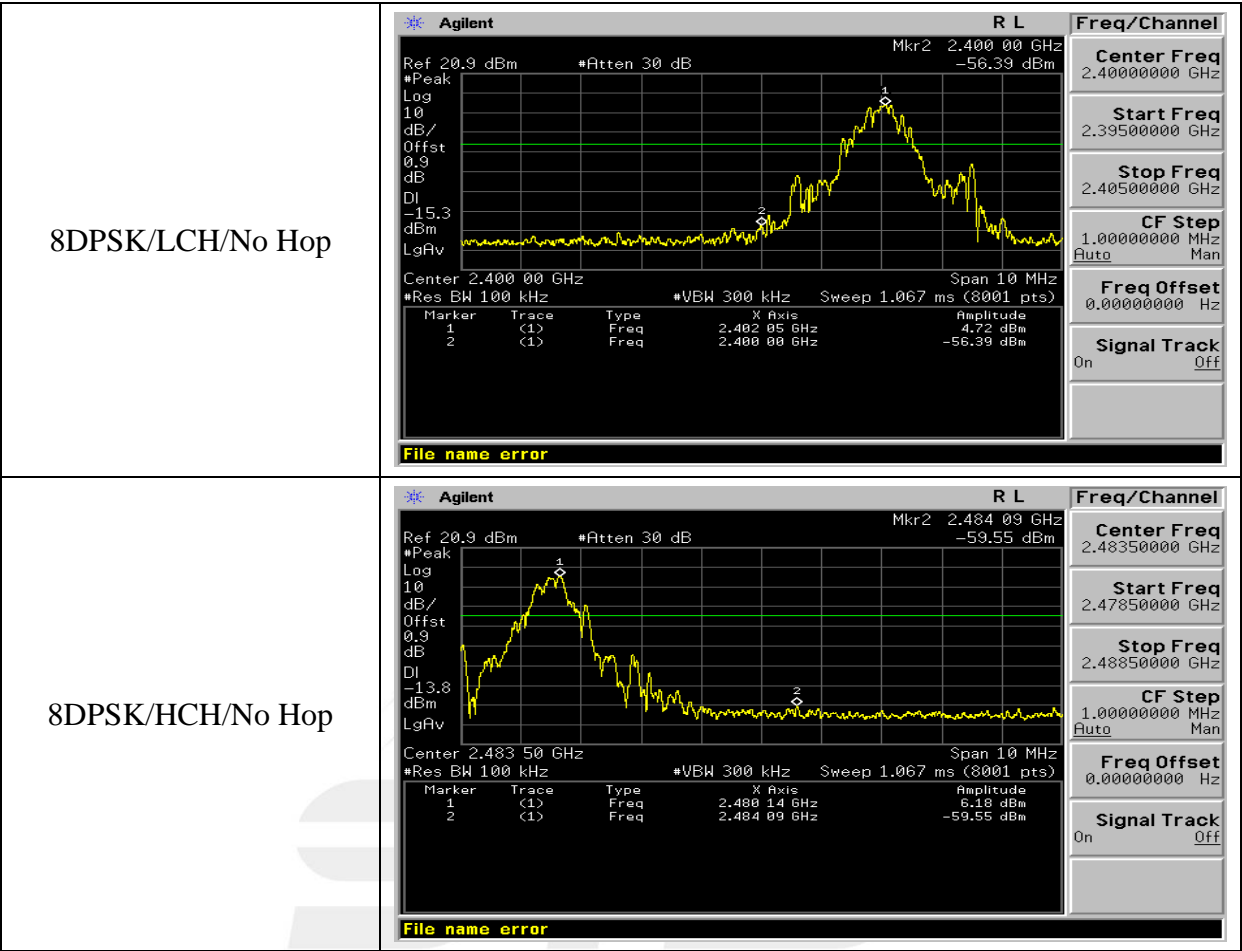 8DPSK/LCH/No Hop
Agilent R L
Mkr2 2.400 00 GHz
Ref 20.9 dBm #Atten 30 dB -56.39 dBm
#Peak
Log
10
dB/
Offst
0.9
dB
DI
-15.3
dBm
LgAv
1
2
Center 2.400 00 GHz Span 10 MHz
#Res BW 100 kHz #VBW 300 kHz Sweep 1.067 ms (8001 pts)
Marker Trace Type X Axis Amplitude
1 (1) Freq 2.402 05 GHz 4.72 dBm
2 (1) Freq 2.400 00 GHz -56.39 dBm
File name error
Freq/Channel
Center Freq
2.40000000 GHz
Start Freq
2.39500000 GHz
Stop Freq
2.40500000 GHz
CF Step
1.00000000 MHz
Auto Man
Freq Offset
0.00000000 Hz
Signal Track
On Off
8DPSK/HCH/No Hop
Agilent R L
Mkr2 2.484 09 GHz
Ref 20.9 dBm #Atten 30 dB -59.55 dBm
#Peak
Log
10
dB/
Offst
0.9
dB
DI
-13.8
dBm
LgAv
1
2
Center 2.483 50 GHz Span 10 MHz
#Res BW 100 kHz #VBW 300 kHz Sweep 1.067 ms (8001 pts)
Marker Trace Type X Axis Amplitude
1 (1) Freq 2.480 14 GHz 6.18 dBm
2 (1) Freq 2.484 09 GHz -59.55 dBm
File name error
Freq/Channel
Center Freq
2.48350000 GHz
Start Freq
2.47850000 GHz
Stop Freq
2.48850000 GHz
CF Step
1.00000000 MHz
Auto Man
Freq Offset
0.00000000 Hz
Signal Track
On Off